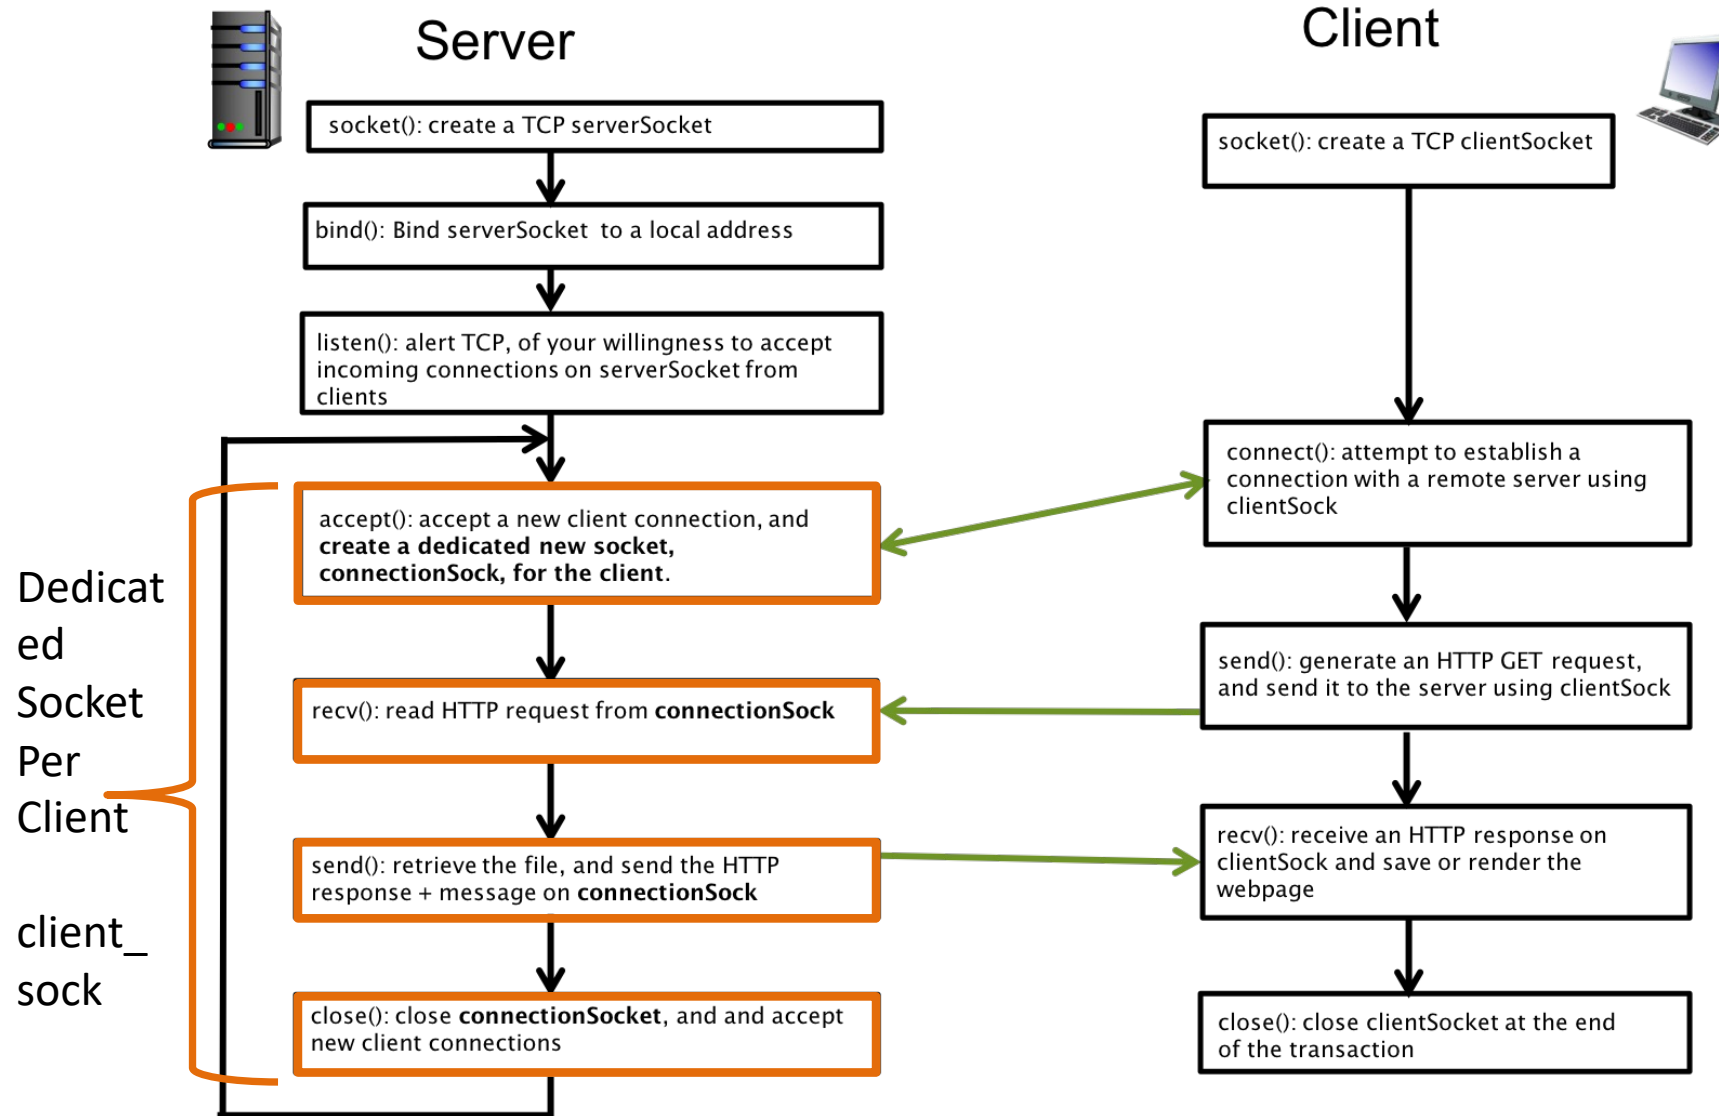 Server
Client
socket(): create a TCP serverSocket
socket(): create a TCP clientSocket
bind(): Bind serverSocket to a local address
listen(): alert TCP, of your willingness to accept
incoming connections on serverSocket from
clients
connect(): attempt to establish a
connection with a remote server using
clientSock
accept(): accept a new client connection, and
create a dedicated new socket,
connectionSock, for the client.
Dedicat
ed
Socket
Per
Client
client_
sock
send(): generate an HTTP GET request,
and send it to the server using clientSock
recv(): read HTTP request from connectionSock
recv(): receive an HTTP response on
clientSock and save or render the
webpage
send(): retrieve the file, and send the HTTP
response + message on connectionSock
close(): close connectionSocket, and and accept
new client connections
close(): close clientSocket at the end
of the transaction